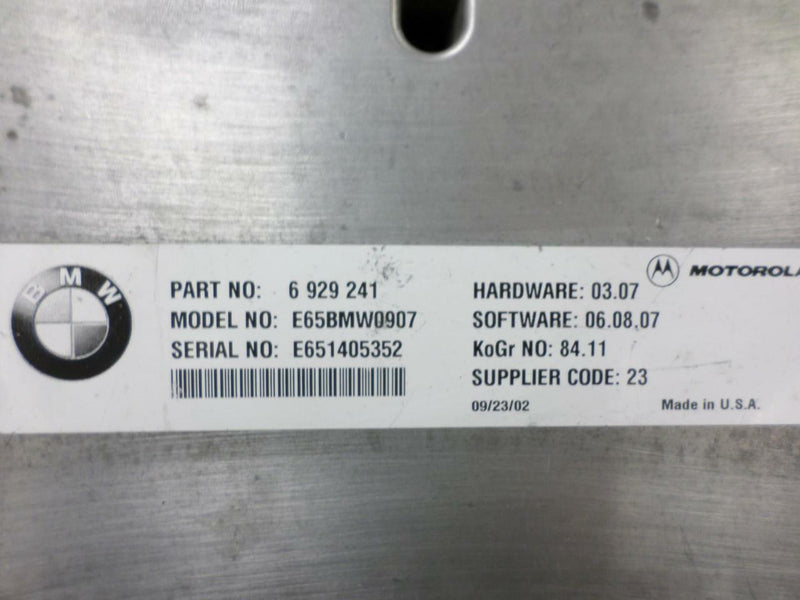 BMW
PART NO: 6 929 241
MODEL NO: E65BMW0907
SERIAL NO: E651405352
MOTOROLA
HARDWARE: 03.07
SOFTWARE: 06.08.07
KoGr NO: 84.11
SUPPLIER CODE: 23
09/23/02 Made in U.S.A.